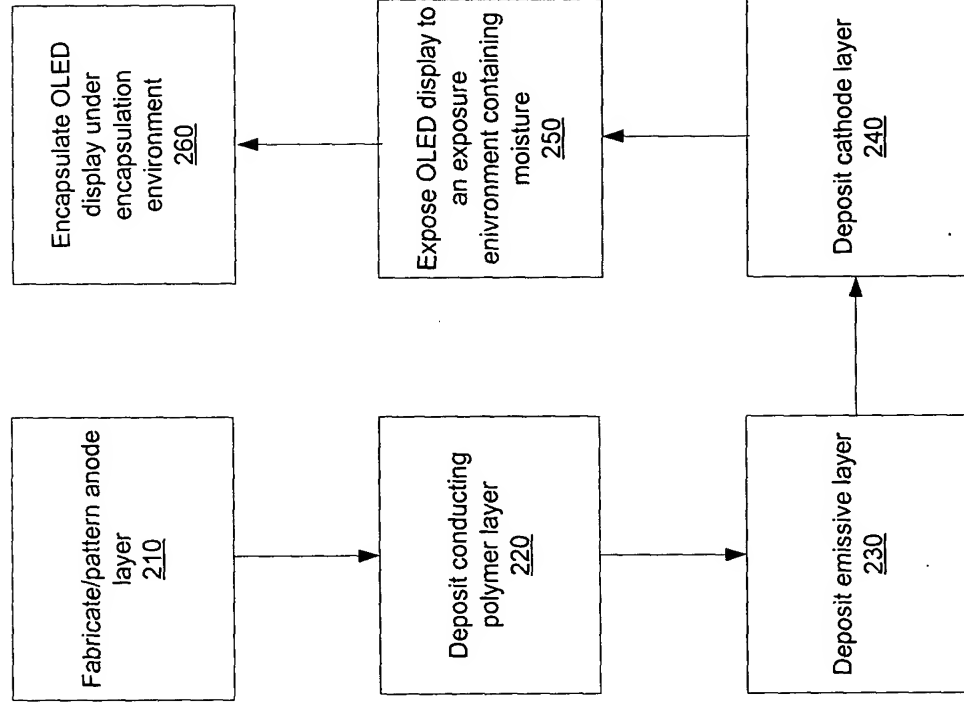 Fabricate/pattern anode
layer
210
Deposit conducting
polymer layer
220
Deposit emissive layer
230
Deposit cathode layer
240
Expose OLED display to
an exposure
enivronment containing
moisture
250
Encapsulate OLED
display under
encapsulation
environment
260